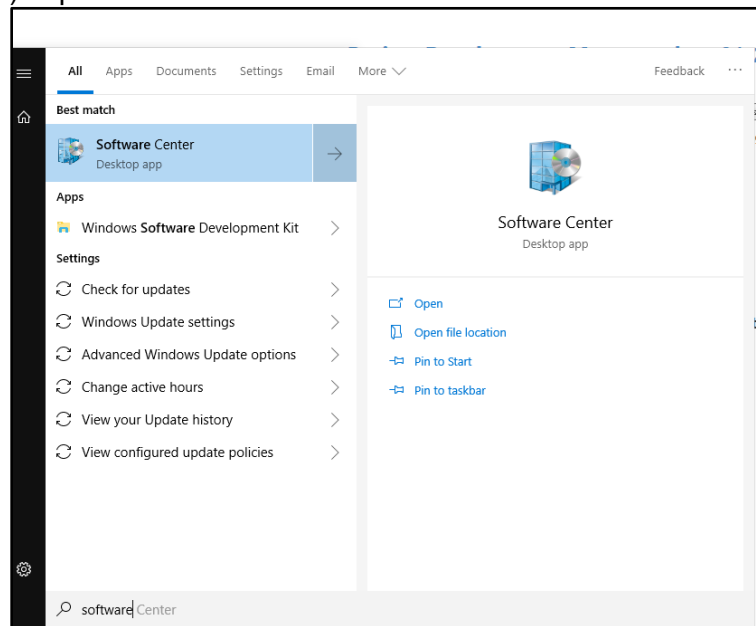 All Apps Documents Settings Email More Feedback ...
Best match
Software Center
Desktop app
Apps
Windows Software Development Kit
Settings
Check for updates
Windows Update settings
Advanced Windows Update options
Change active hours
View your Update history
View configured update policies
Software Center
Desktop app
Open
Open file location
Pin to Start
Pin to taskbar
software Center